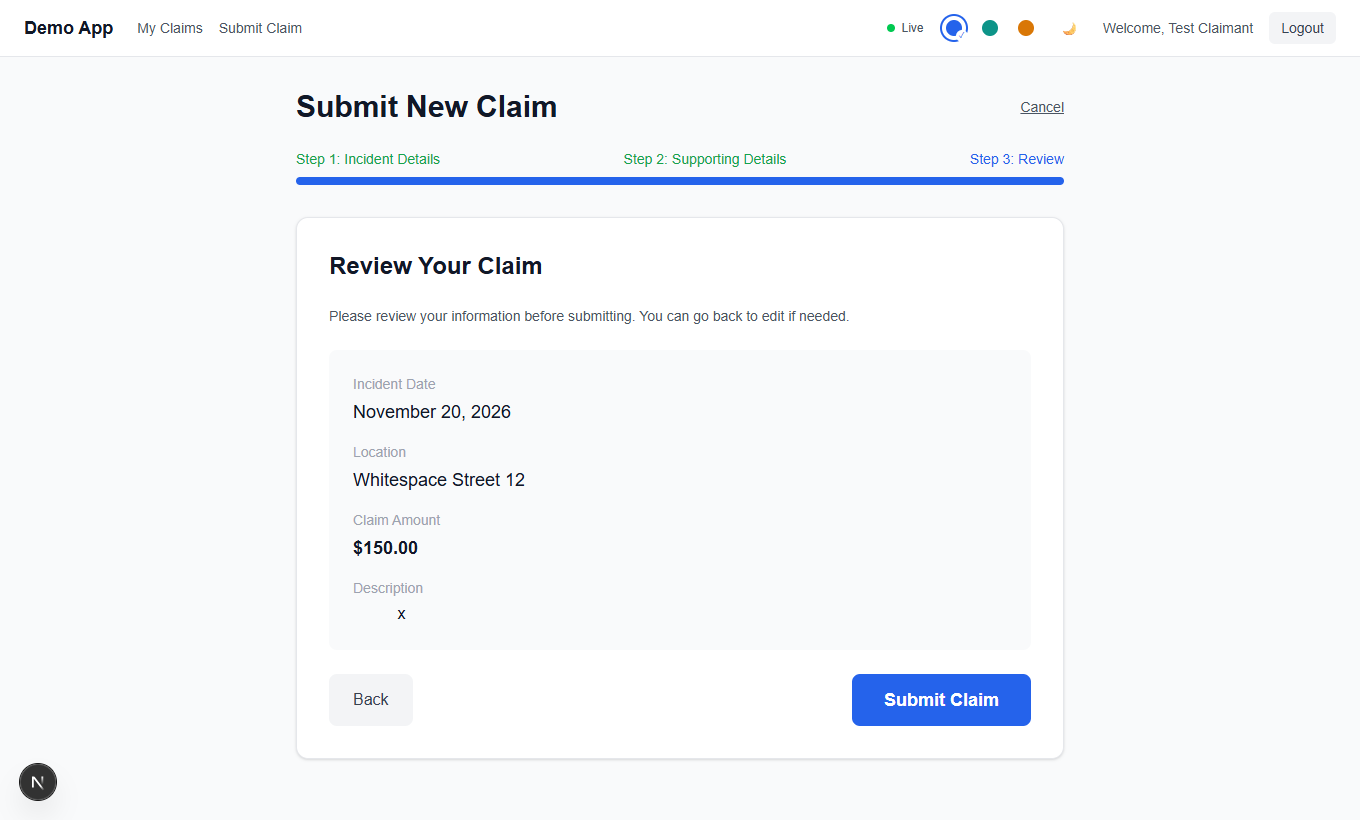 Demo App My Claims Submit Claim Live Welcome, Test Claimant Logout
Submit New Claim Cancel
Step 1: Incident Details Step 2: Supporting Details Step 3: Review
Review Your Claim
Please review your information before submitting. You can go back to edit if needed.
Incident Date
November 20, 2026
Location
Whitespace Street 12
Claim Amount
$150.00
Description
x
Back Submit Claim
N